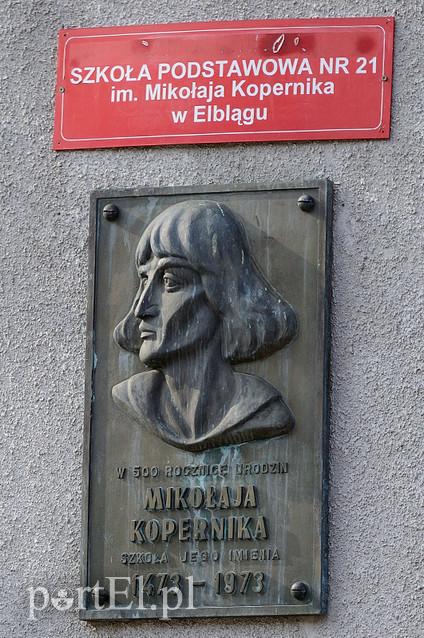 SZKOŁA PODSTAWOWA NR 21
im. Mikołaja Kopernika
w Elblągu
W 500 ROCZNICĘ URODZIN
MIKOŁAJA
KOPERNIKA
SZKOŁA JEGO IMIENIA
1473-1973
portEl.pl